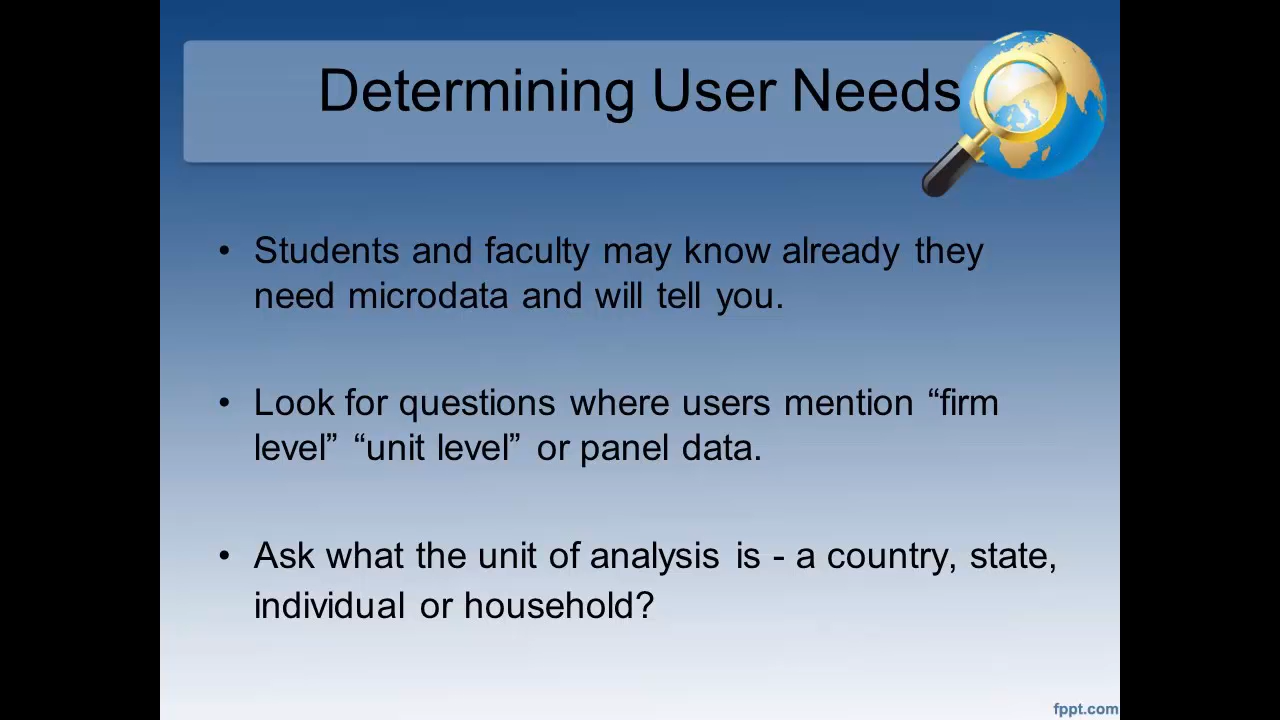 Determining User Needs
• Students and faculty may know already they
need microdata and will tell you.
• Look for questions where users mention “firm
level” “unit level” or panel data.
• Ask what the unit of analysis is - a country, state,
individual or household?
fppt.com